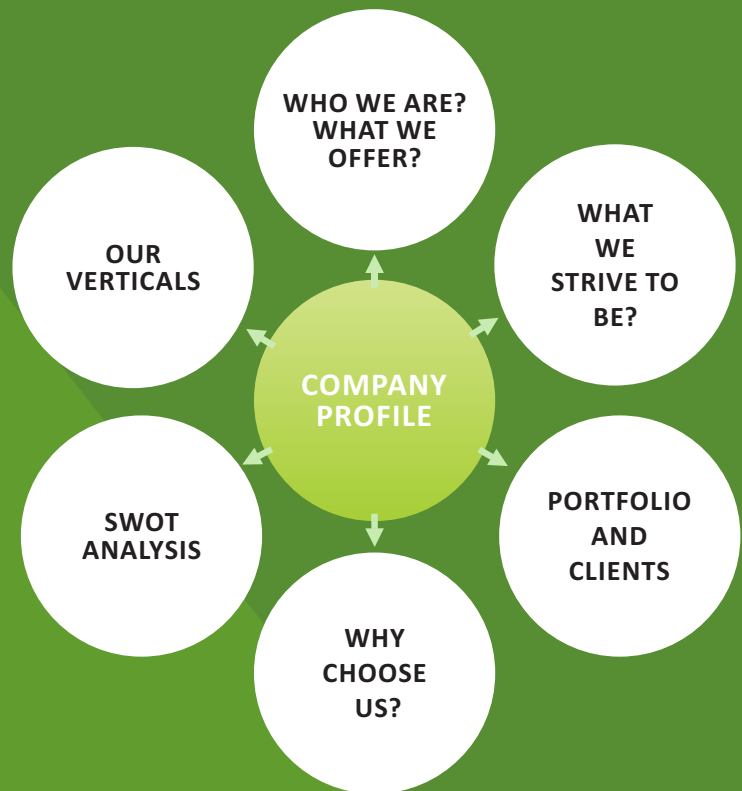 WHO WE ARE?
WHAT WE
OFFER?
WHAT
WE
STRIVE TO
BE?
OUR
VERTICALS
COMPANY
PROFILE
PORTFOLIO
AND
CLIENTS
SWOT
ANALYSIS
WHY
CHOOSE
US?